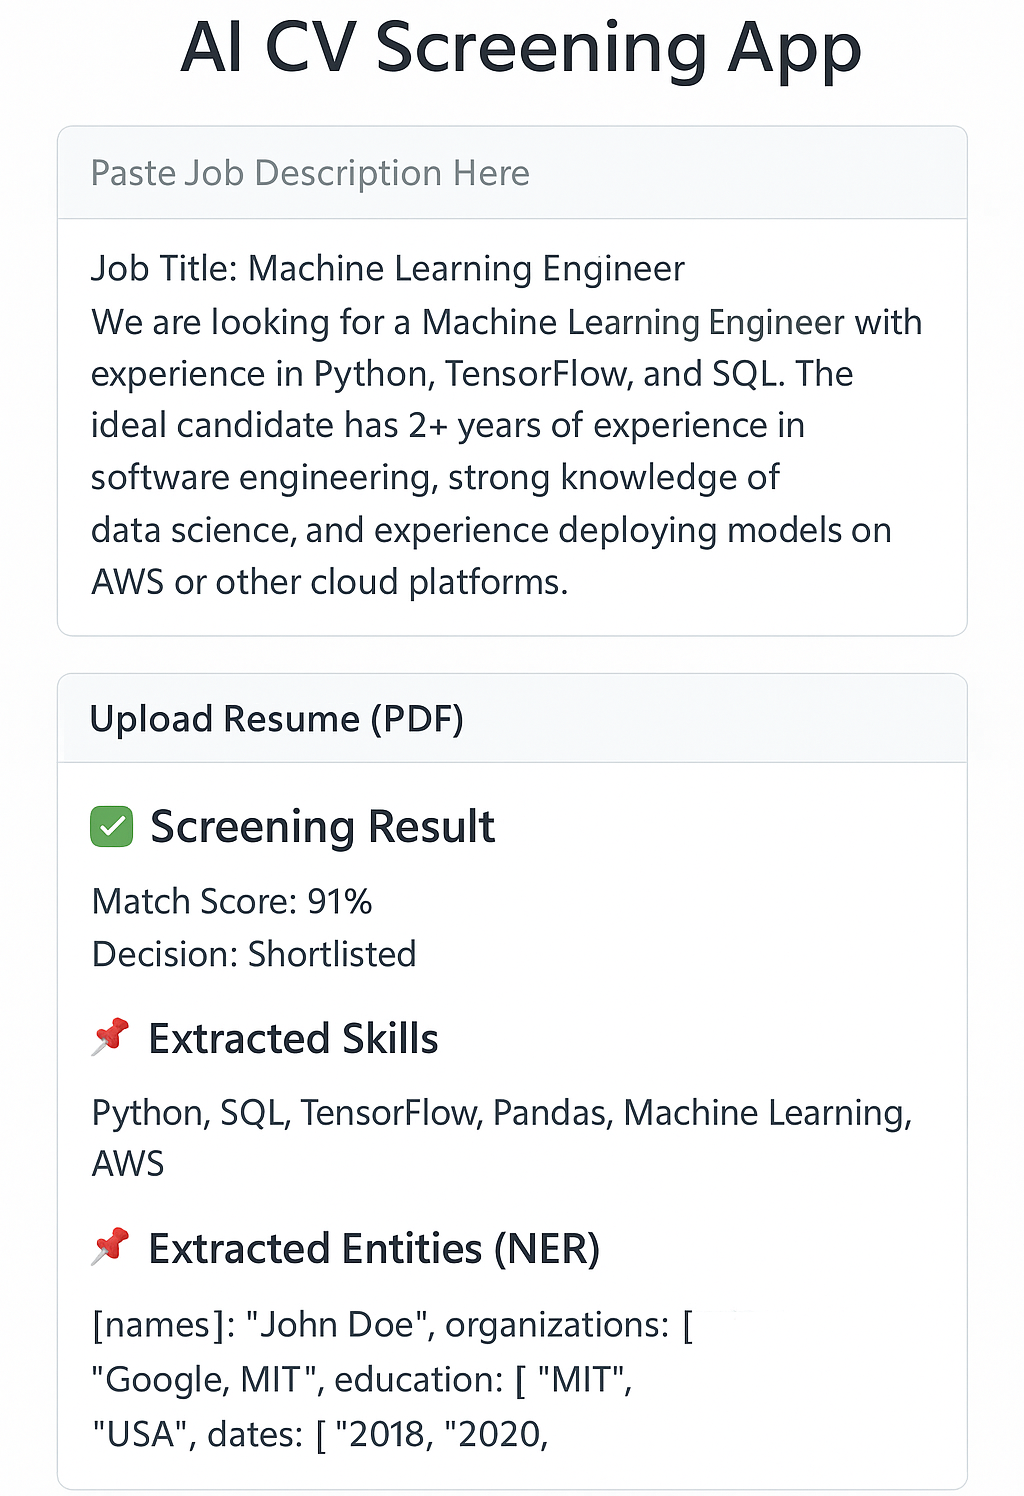 AI CV Screening App
Paste Job Description Here
Job Title: Machine Learning Engineer
We are looking for a Machine Learning Engineer with
experience in Python, TensorFlow, and SQL. The
ideal candidate has 2+ years of experience in
software engineering, strong knowledge of
data science, and experience deploying models on
AWS or other cloud platforms.
Upload Resume (PDF)
Screening Result
Match Score: 91%
Decision: Shortlisted
Extracted Skills
Python, SQL, TensorFlow, Pandas, Machine Learning,
AWS
Extracted Entities (NER)
[names]: "John Doe", organizations: [
"Google, MIT", education: [ "MIT",
"USA", dates: [ "2018, "2020,